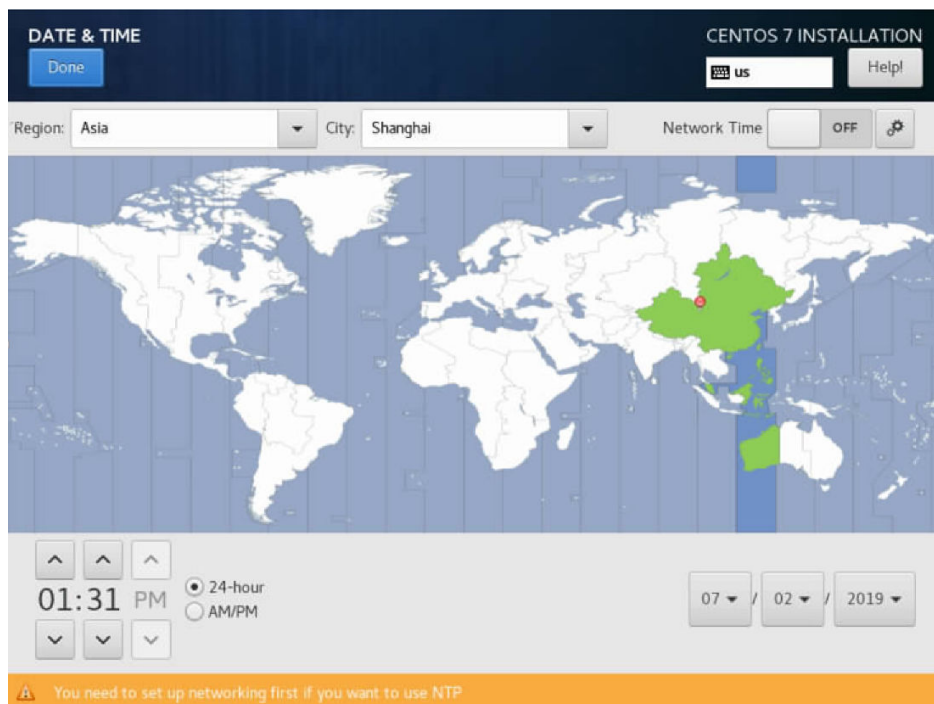 DATE & TIME
CENTOS 7 INSTALLATION
Done
us
Help!
Region: Asia City: Shanghai Network Time OFF
01:31 PM
24-hour
AM/PM
07 / 02 / 2019
You need to set up networking first if you want to use NTP